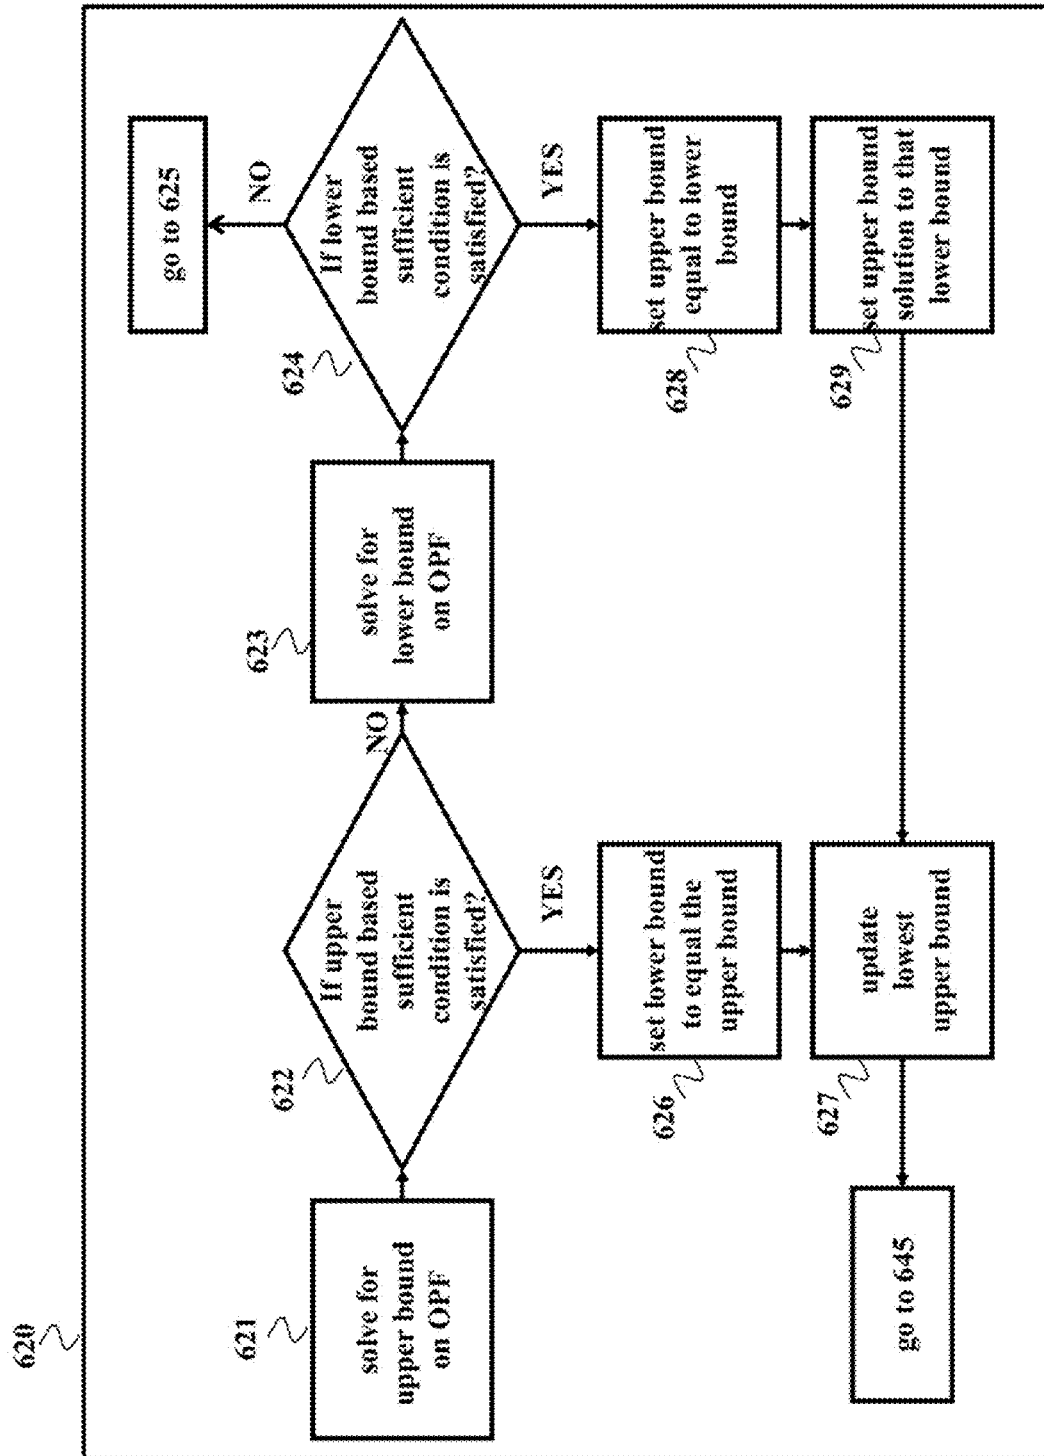 620
621
solve for
upper bound
on OPF
622
If upper
bound based
sufficient
condition is
satisfied?
NO
YES
623
solve for
lower bound
on OPF
624
If lower
bound based
sufficient
condition is
satisfied?
NO
go to 625
YES
626
set lower bound
to equal the
upper bound
628
set upper bound
equal to lower
bound
627
update
lowest
upper bound
629
set upper bound
solution to that
lower bound
go to 645